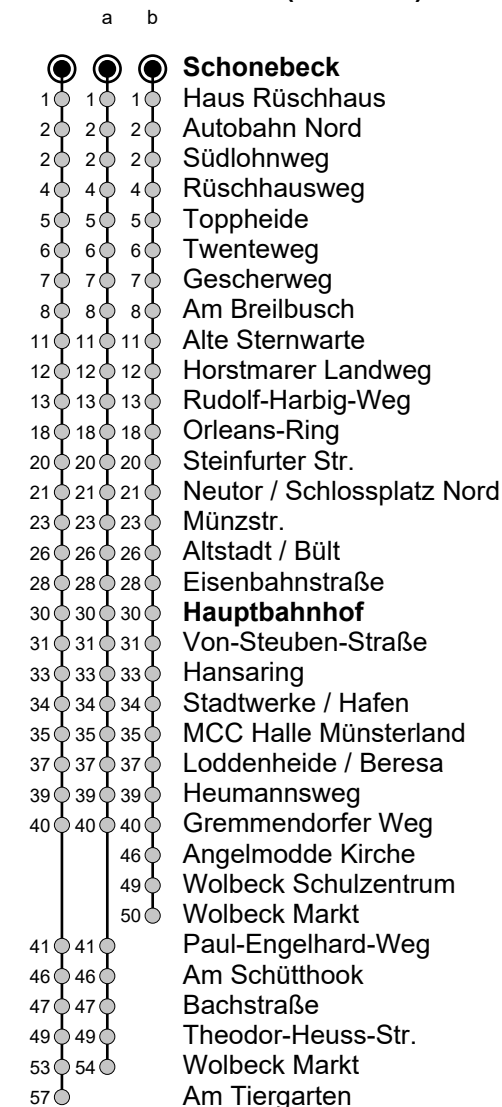 a b
Schonebeck
1 1 1 Haus Rüschhaus
2 2 2 Autobahn Nord
2 2 2 Südlohnweg
4 4 4 Rüschhausweg
5 5 5 Toppheide
6 6 6 Twenteweg
7 7 7 Gescherweg
8 8 8 Am Breilbusch
11 11 11 Alte Sternwarte
12 12 12 Horstmarer Landweg
13 13 13 Rudolf-Harbig-Weg
18 18 18 Orleans-Ring
20 20 20 Steinfurter Str.
21 21 21 Neutor / Schlossplatz Nord
23 23 23 Münzstr.
26 26 26 Altstadt / Bült
28 28 28 Eisenbahnstraße
30 30 30 Hauptbahnhof
31 31 31 Von-Steuben-Straße
33 33 33 Hansaring
34 34 34 Stadtwerke / Hafen
35 35 35 MCC Halle Münsterland
37 37 37 Loddenheide / Beresa
39 39 39 Heumannsweg
40 40 40 Gremmendorfer Weg
46 Angelmodde Kirche
49 Wolbeck Schulzentrum
50 Wolbeck Markt
41 41 Paul-Engelhard-Weg
46 46 Am Schütthook
47 47 Bachstraße
49 49 Theodor-Heuss-Str.
53 54 Wolbeck Markt
57 Am Tiergarten